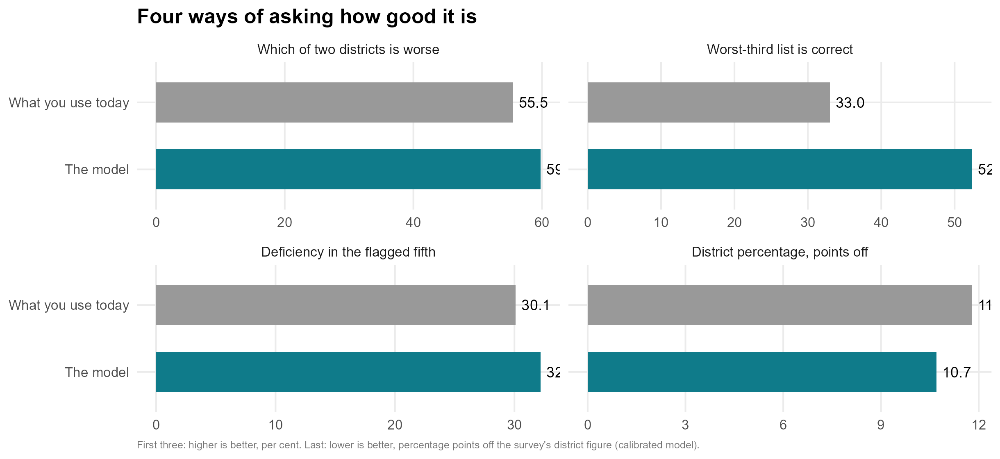 Four ways of asking how good it is
Which of two districts is worse
Worst-third list is correct
What you use today
55.5
33.0
The model
59
52
0 20 40 60
0 10 20 30 40 50
Deficiency in the flagged fifth
District percentage, points off
What you use today
30.1
11
The model
32
10.7
0 10 20 30
0 3 6 9 12
First three: higher is better, per cent. Last: lower is better, percentage points off the survey's district figure (calibrated model).